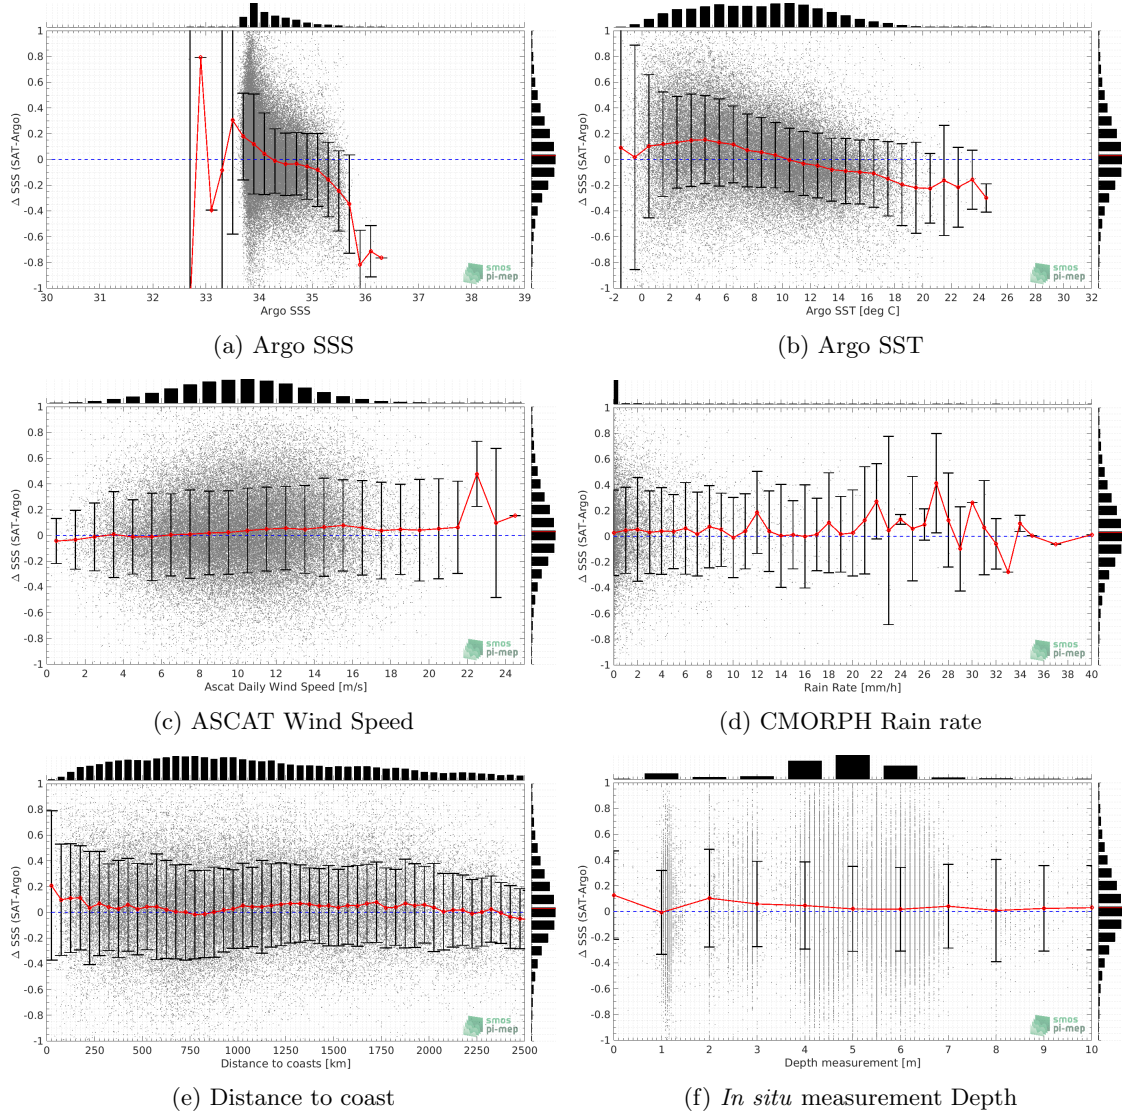 1
0.8
0.6
0.4
0.2
0
-0.2
-0.4
-0.6
-0.8
-1
Δ SSS (SAT-Argo)
30 31 32 33 34 35 36 37 38 39
Argo SSS
smos
pi-mep
(a) Argo SSS
1
0.8
0.6
0.4
0.2
0
-0.2
-0.4
-0.6
-0.8
-1
Δ SSS (SAT-Argo)
-2 0 2 4 6 8 10 12 14 16 18 20 22 24 26 28 30 32
Argo SST [deg C]
smos
pi-mep
(b) Argo SST
1
0.8
0.6
0.4
0.2
0
-0.2
-0.4
-0.6
-0.8
-1
Δ SSS (SAT-Argo)
0 2 4 6 8 10 12 14 16 18 20 22 24
Ascat Daily Wind Speed [m/s]
smos
pi-mep
(c) ASCAT Wind Speed
1
0.8
0.6
0.4
0.2
0
-0.2
-0.4
-0.6
-0.8
-1
Δ SSS (SAT-Argo)
0 2 4 6 8 10 12 14 16 18 20 22 24 26 28 30 32 34 36 38 40
Rain Rate [mm/h]
smos
pi-mep
(d) CMORPH Rain rate
1
0.8
0.6
0.4
0.2
0
-0.2
-0.4
-0.6
-0.8
-1
Δ SSS (SAT-Argo)
0 250 500 750 1000 1250 1500 1750 2000 2250 2500
Distance to coasts [km]
smos
pi-mep
(e) Distance to coast
1
0.8
0.6
0.4
0.2
0
-0.2
-0.4
-0.6
-0.8
-1
Δ SSS (SAT-Argo)
0 1 2 3 4 5 6 7 8 9 10
Depth measurement [m]
smos
pi-mep
(f) In situ measurement Depth